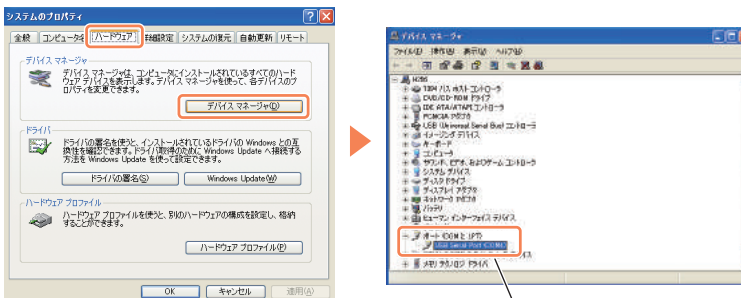 システムのプロパティ
全般
コンピュータ名
ハードウェア
詳細設定
システムの復元
自動更新
リモート
デバイス マネージャ
デバイス マネージャは、コンピュータにインストールされているすべてのハード
ウェア デバイスを表示します。デバイス マネージャを使って、各デバイスのプ
ロパティを変更できます。
デバイス マネージャ(D)
ドライバ
ドライバの署名を使うと、インストールされているドライバの Windows との互
換性を確認できます。ドライバ取得のために Windows Update へ接続する
方法を Windows Update を使って設定できます。
ドライバの署名(S)
Windows Update(W)
ハードウェア プロファイル
ハードウェア プロファイルを使うと、別のハードウェアの構成を設定し、格納
することができます。
ハードウェア プロファイル(P)
OK
キャンセル
適用(A)
デバイス マネージャ
ファイル(F) 操作(A) 表示(V) ヘルプ(H)
1394 バス ホスト コントローラ
DVD/CD-ROM ドライブ
IDE ATA/ATAPI コントローラ
PCMCIA アダプタ
USB (Universal Serial Bus) コントローラ
イメージング デバイス
キーボード
コンピュータ
サウンド、ビデオ、およびゲーム コントローラ
システム デバイス
ディスク ドライブ
ディスプレイ アダプタ
ネットワーク アダプタ
バッテリ
ヒューマン インターフェイス デバイス
ポート (COM と LPT)
USB Serial Port
メモリ テクノロジ ドライバ